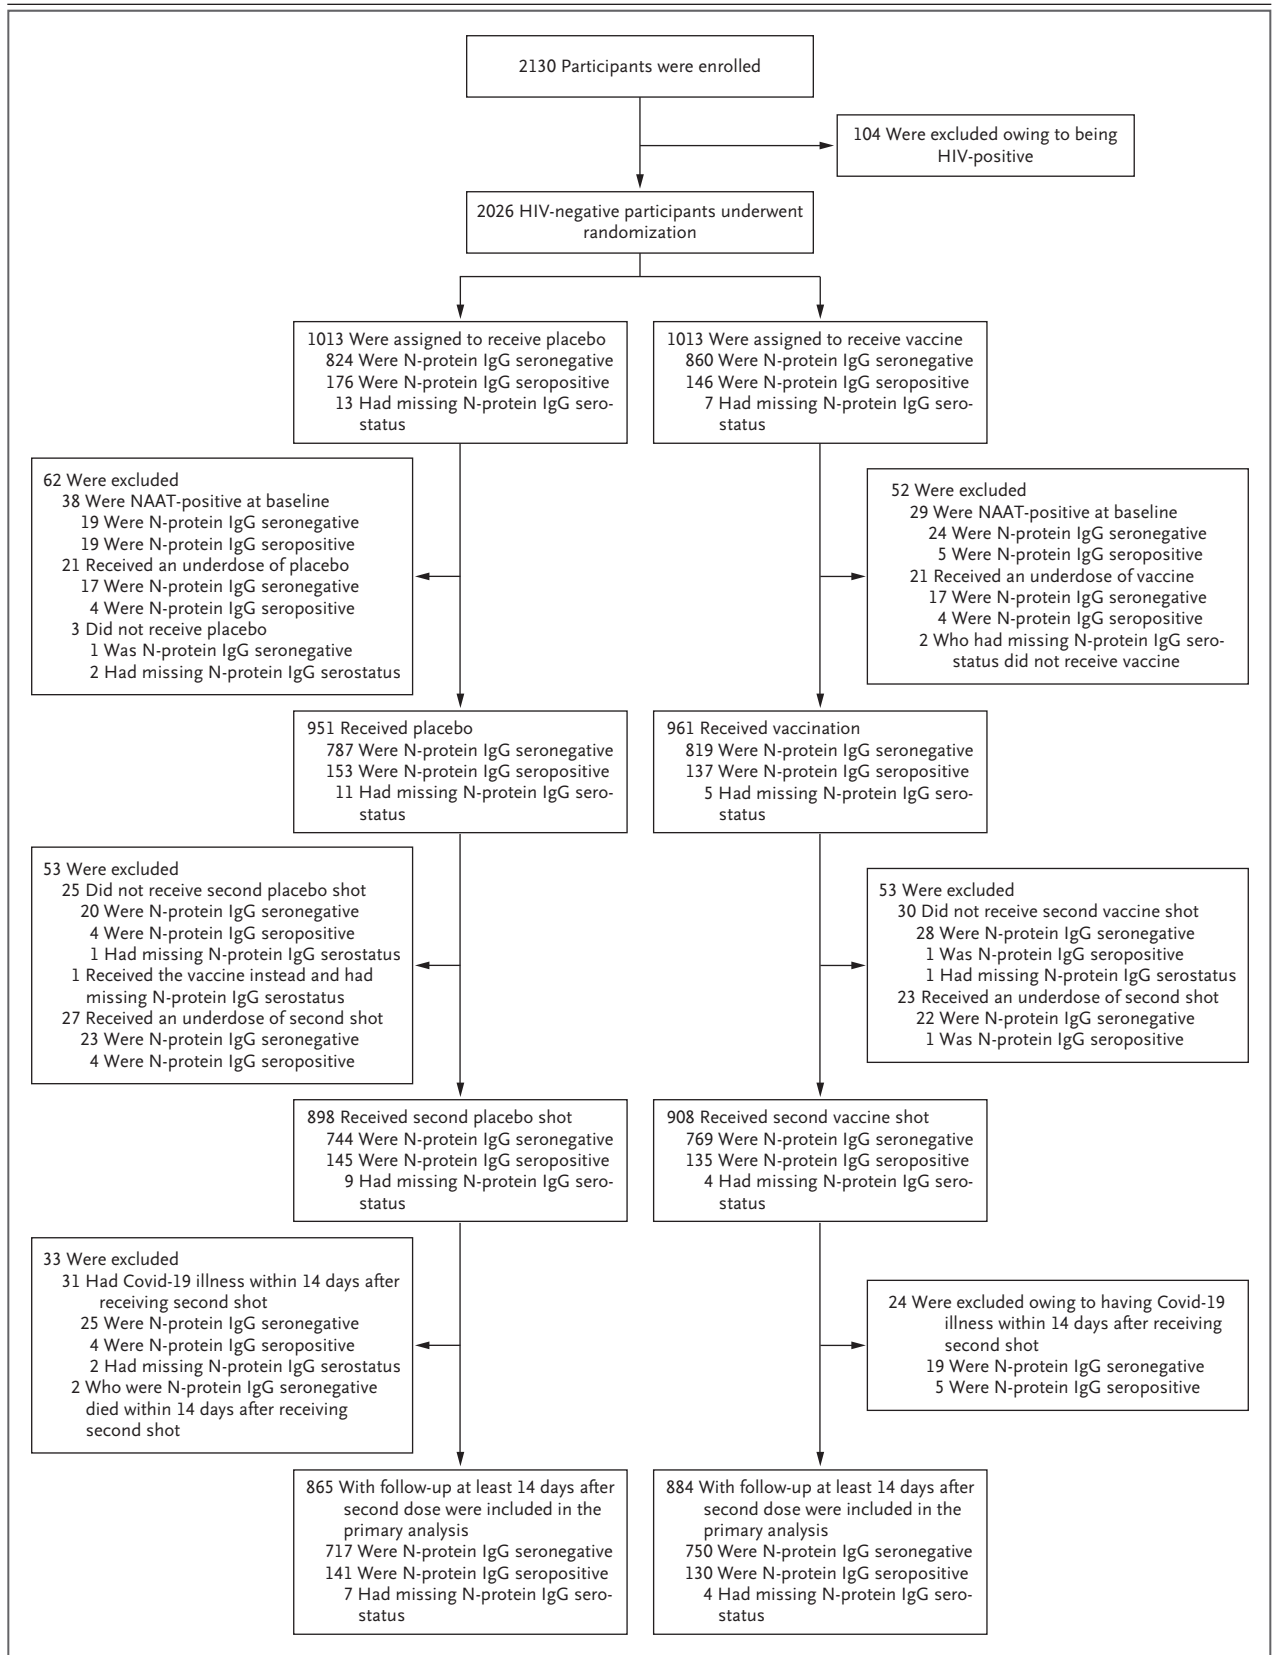 2130 Participants were enrolled
104 Were excluded owing to being
HIV-positive
2026 HIV-negative participants underwent
randomization
1013 Were assigned to receive placebo
824 Were N-protein IgG seronegative
176 Were N-protein IgG seropositive
13 Had missing N-protein IgG sero-
status
1013 Were assigned to receive vaccine
860 Were N-protein IgG seronegative
146 Were N-protein IgG seropositive
7 Had missing N-protein IgG sero-
status
62 Were excluded
38 Were NAAT-positive at baseline
19 Were N-protein IgG seronegative
19 Were N-protein IgG seropositive
21 Received an underdose of placebo
17 Were N-protein IgG seronegative
4 Were N-protein IgG seropositive
3 Did not receive placebo
1 Was N-protein IgG seronegative
2 Had missing N-protein IgG serostatus
52 Were excluded
29 Were NAAT-positive at baseline
24 Were N-protein IgG seronegative
5 Were N-protein IgG seropositive
21 Received an underdose of vaccine
17 Were N-protein IgG seronegative
4 Were N-protein IgG seropositive
2 Who had missing N-protein IgG sero-
status did not receive vaccine
951 Received placebo
787 Were N-protein IgG seronegative
153 Were N-protein IgG seropositive
11 Had missing N-protein IgG sero-
status
961 Received vaccination
819 Were N-protein IgG seronegative
137 Were N-protein IgG seropositive
5 Had missing N-protein IgG sero-
status
53 Were excluded
25 Did not receive second placebo shot
20 Were N-protein IgG seronegative
4 Were N-protein IgG seropositive
1 Had missing N-protein IgG serostatus
1 Received the vaccine instead and had
missing N-protein IgG serostatus
27 Received an underdose of second shot
23 Were N-protein IgG seronegative
4 Were N-protein IgG seropositive
53 Were excluded
30 Did not receive second vaccine shot
28 Were N-protein IgG seronegative
1 Was N-protein IgG seropositive
1 Had missing N-protein IgG serostatus
23 Received an underdose of second shot
22 Were N-protein IgG seronegative
1 Was N-protein IgG seropositive
898 Received second placebo shot
744 Were N-protein IgG seronegative
145 Were N-protein IgG seropositive
9 Had missing N-protein IgG sero-
status
908 Received second vaccine shot
769 Were N-protein IgG seronegative
135 Were N-protein IgG seropositive
4 Had missing N-protein IgG sero-
status
33 Were excluded
31 Had Covid-19 illness within 14 days after
receiving second shot
25 Were N-protein IgG seronegative
4 Were N-protein IgG seropositive
2 Had missing N-protein IgG serostatus
2 Who were N-protein IgG seronegative
died within 14 days after receiving
second shot
24 Were excluded owing to having Covid-19
illness within 14 days after receiving
second shot
19 Were N-protein IgG seronegative
5 Were N-protein IgG seropositive
865 With follow-up at least 14 days after
second dose were included in the
primary analysis
717 Were N-protein IgG seronegative
141 Were N-protein IgG seropositive
7 Had missing N-protein IgG sero-
status
884 With follow-up at least 14 days after
second dose were included in the
primary analysis
750 Were N-protein IgG seronegative
130 Were N-protein IgG seropositive
4 Had missing N-protein IgG sero-
status